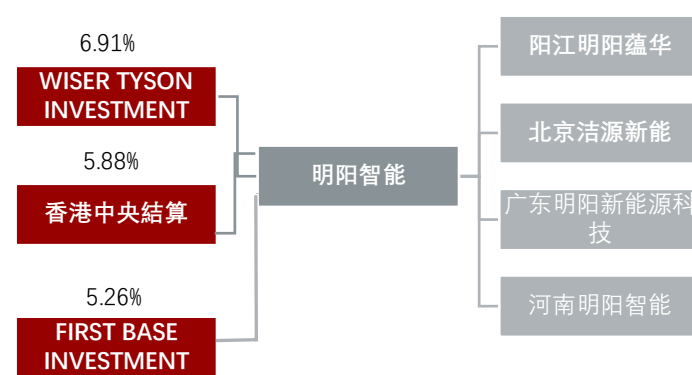 6.91%
WISER TYSON
INVESTMENT
5.88%
香港中央結算
5.26%
FIRST BASE
INVESTMENT
明阳智能
阳江明阳蕴华
北京洁源新能
广东明阳新能源科
技
河南明阳智能